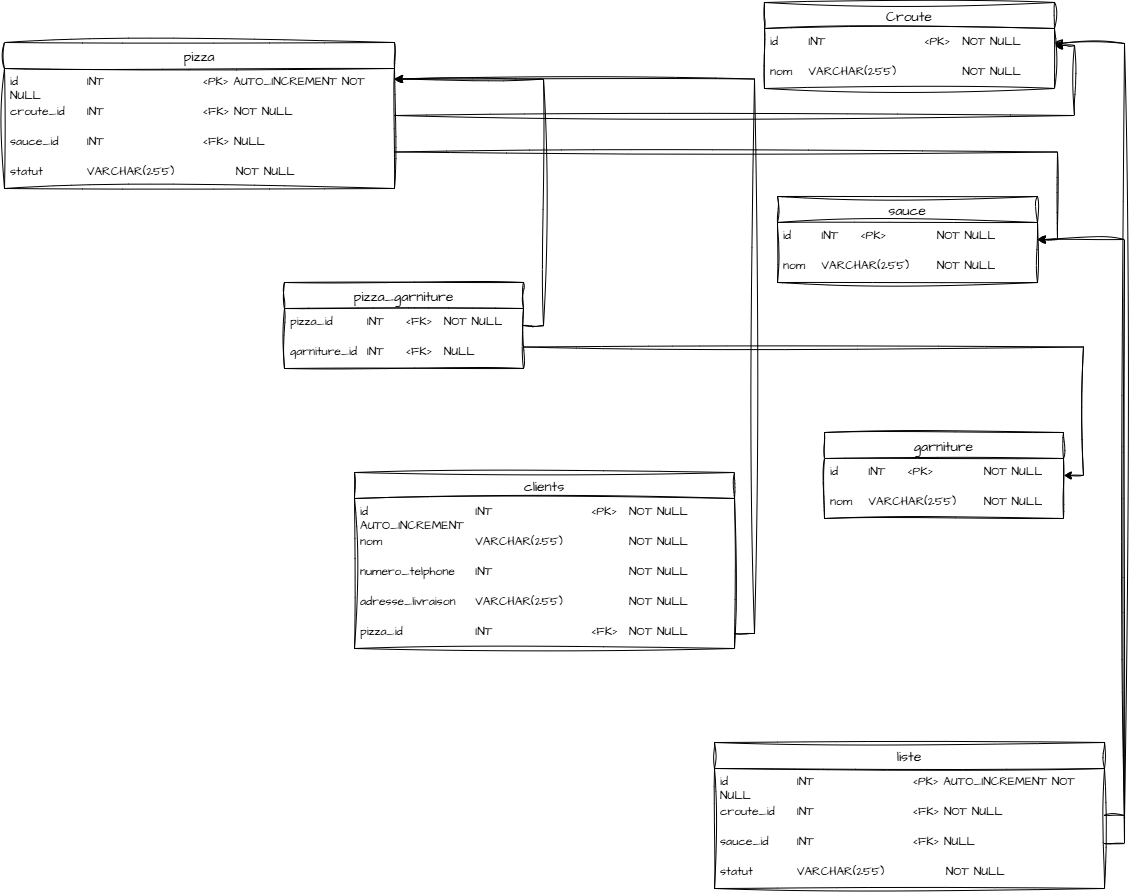 Croute
id INT <PK> NOT NULL
nom VARCHAR(255) NOT NULL
pizza
id INT <PK> AUTO_INCREMENT NOT
NULL
croute_id INT <FK> NOT NULL
sauce_id INT <FK> NULL
statut VARCHAR(255) NOT NULL
sauce
id INT <PK> NOT NULL
nom VARCHAR(255) NOT NULL
pizza_garniture
pizza_id INT <FK> NOT NULL
garniture_id INT <FK> NULL
garniture
id INT <PK> NOT NULL
nom VARCHAR(255) NOT NULL
clients
id INT <PK> NOT NULL
AUTO_INCREMENT
nom VARCHAR(255) NOT NULL
numero_telphone INT NOT NULL
adresse_livraison VARCHAR(255) NOT NULL
pizza_id INT <FK> NOT NULL
liste
id INT <PK> AUTO_INCREMENT NOT
NULL
croute_id INT <FK> NOT NULL
sauce_id INT <FK> NULL
statut VARCHAR(255) NOT NULL